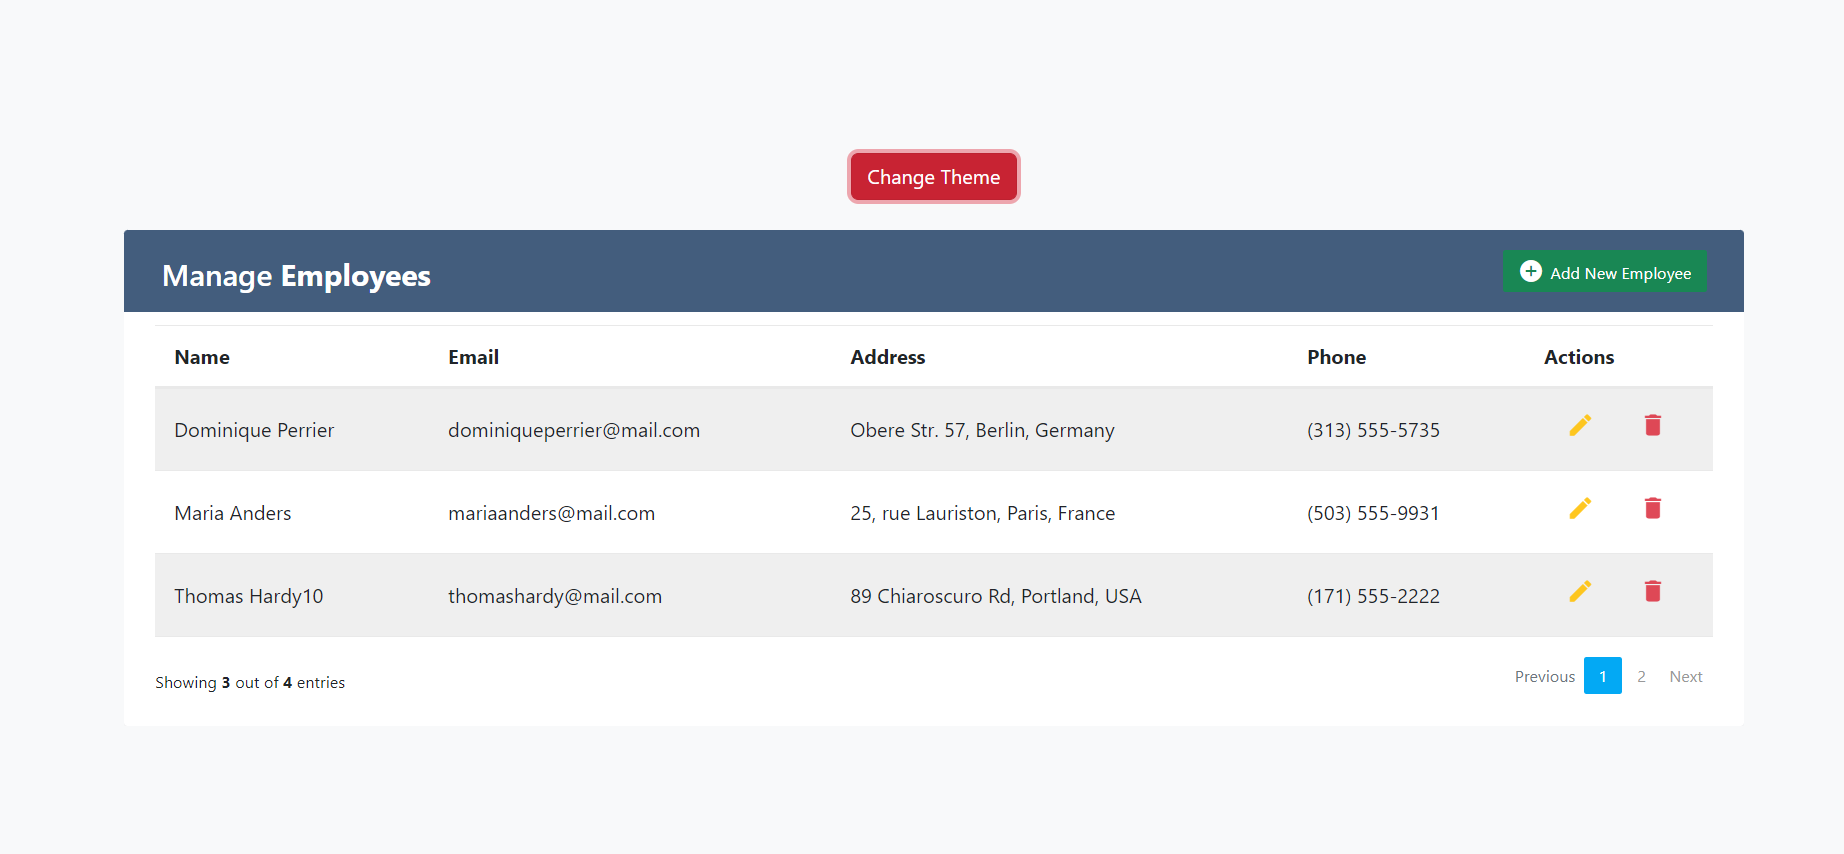 Change Theme
Manage Employees
Add New Employee
Name Email Address Phone Actions
Dominique Perrier dominiqueperrier@mail.com Obere Str. 57, Berlin, Germany (313) 555-5735
Maria Anders mariaanders@mail.com 25, rue Lauriston, Paris, France (503) 555-9931
Thomas Hardy10 thomashardy@mail.com 89 Chiaroscuro Rd, Portland, USA (171) 555-2222
Showing 3 out of 4 entries
Previous 1 2 Next